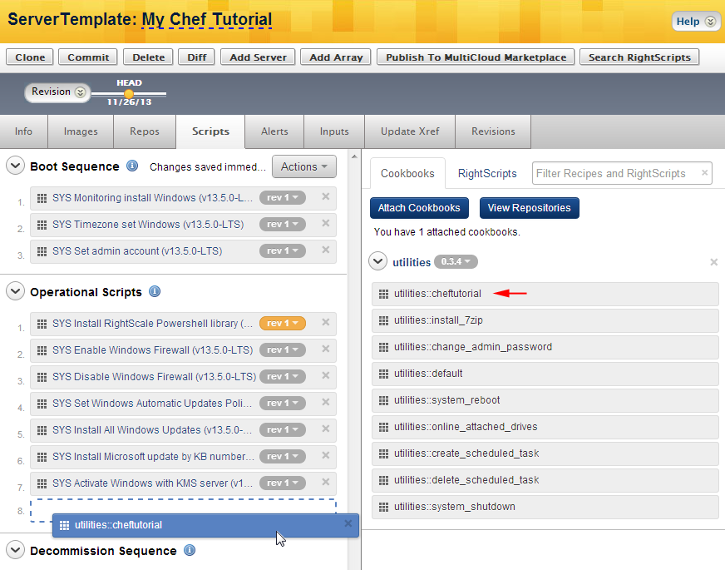 ServerTemplate: My Chef Tutorial
Help
Clone
Commit
Delete
Diff
Add Server
Add Array
Publish To MultiCloud Marketplace
Search RightScripts
Revision
HEAD
11/26/13
Info
Images
Repos
Scripts
Alerts
Inputs
Update Xref
Revisions
Boot Sequence
Changes saved immed...
Actions
1. SYS Monitoring install Windows (v13.5.0-L... rev 1
2. SYS Timezone set Windows (v13.5.0-LTS) rev 1
3. SYS Set admin account (v13.5.0-LTS) rev 1
Operational Scripts
1. SYS Install RightScale Powershell library (... rev 1
2. SYS Enable Windows Firewall (v13.5.0-LTS) rev 1
3. SYS Disable Windows Firewall (v13.5.0-LTS) rev 1
4. SYS Set Windows Automatic Updates Poli... rev 1
5. SYS Install All Windows Updates (v13.5.0-... rev 1
6. SYS Install Microsoft update by KB number... rev 1
7. SYS Activate Windows with KMS server (v1... rev 1
8.
utilities::cheftutorial
Decommission Sequence
Cookbooks
RightScripts
Filter Recipes and RightScripts
Attach Cookbooks
View Repositories
You have 1 attached cookbooks.
utilities 0.3.4
utilities::cheftutorial
utilities::install_7zip
utilities::change_admin_password
utilities::default
utilities::system_reboot
utilities::online_attached_drives
utilities::create_scheduled_task
utilities::delete_scheduled_task
utilities::system_shutdown